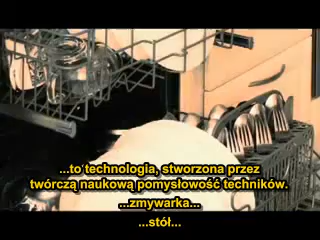 ...to technologia, stworzona przez
twórczą naukową pomysłowość techników.
...zmywarka...
...stół...